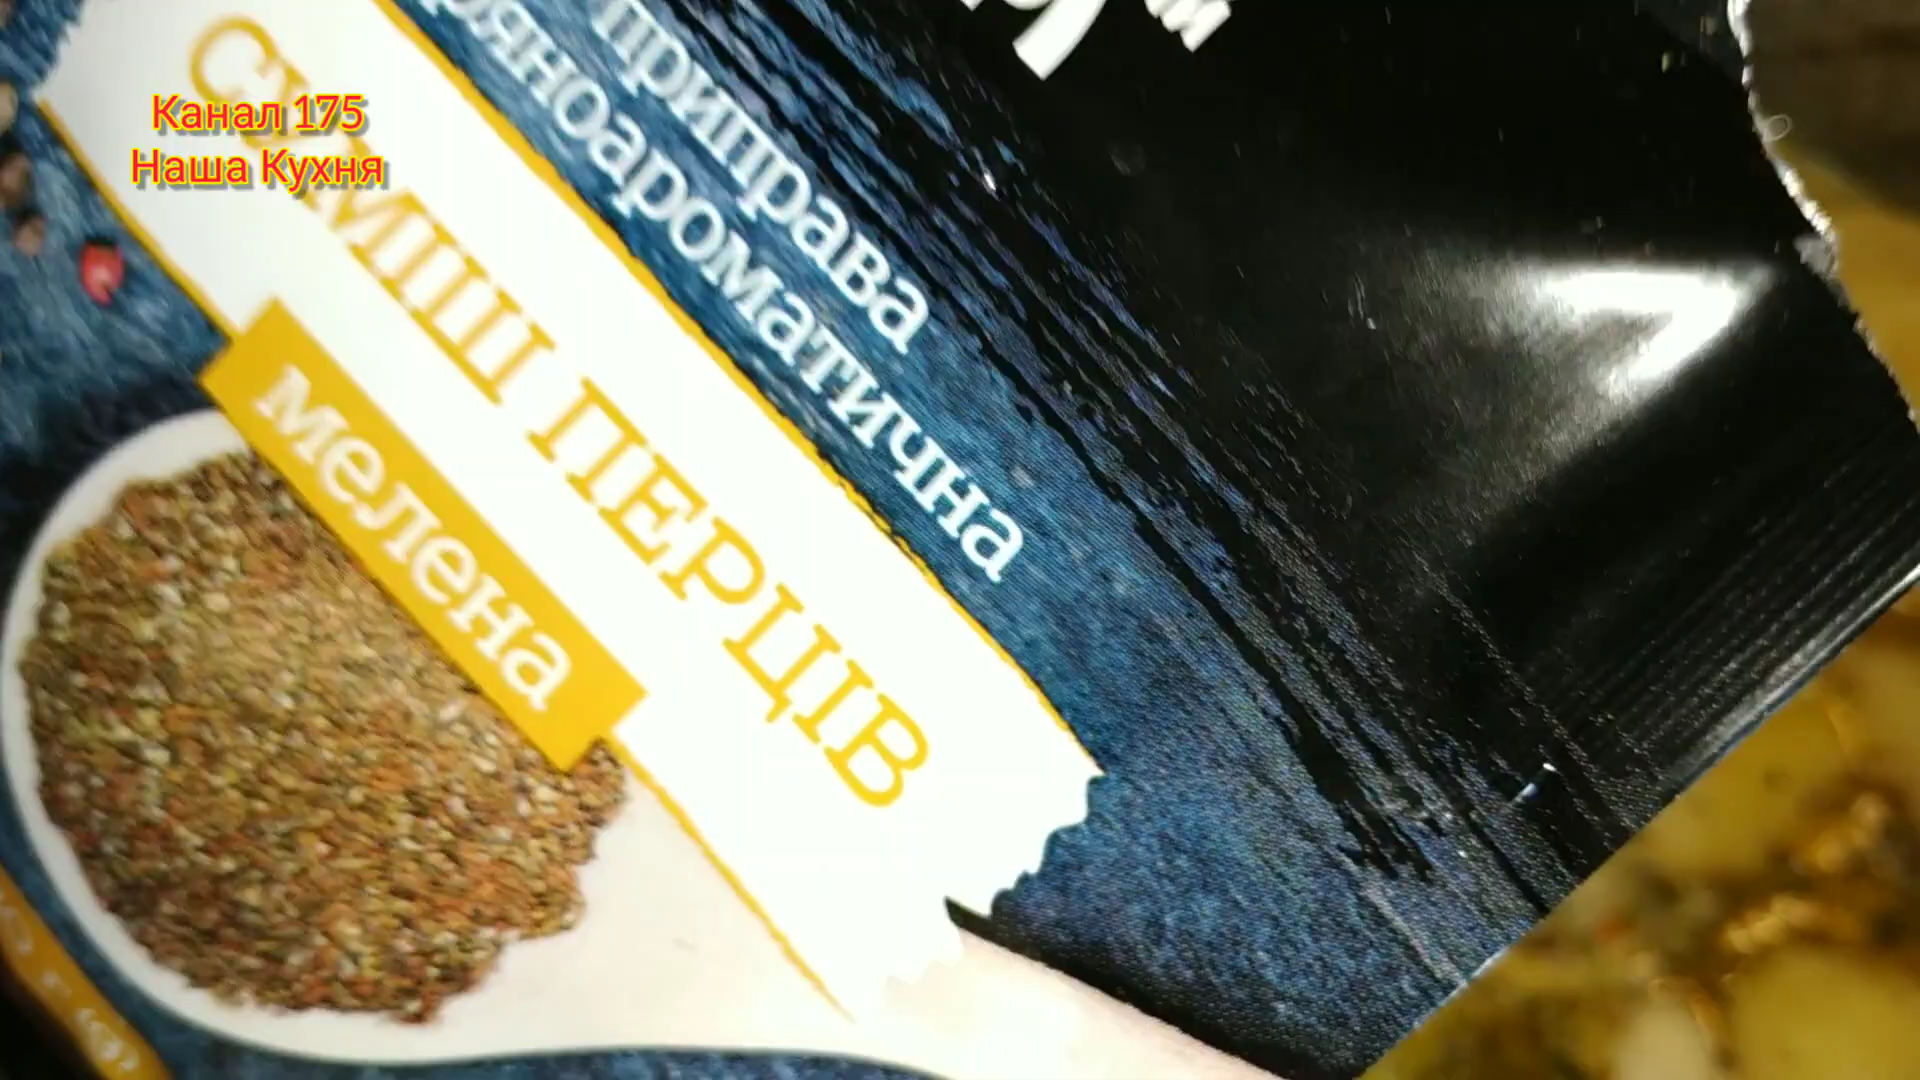 Канал 175
Наша Кухня
приправа
пряноароматична
СУМІШ ПЕРЦІВ
мелена